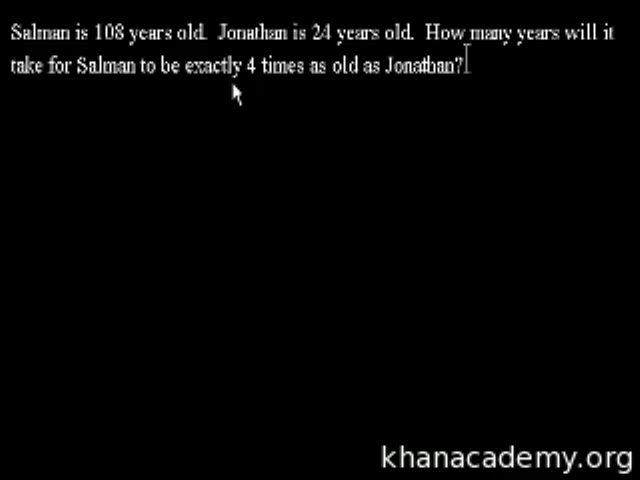 Salman is 108 years old.  Jonathan is 24 years old.  How many years will it
take for Salman to be exactly 4 times as old as Jonathan?
khanacademy.org